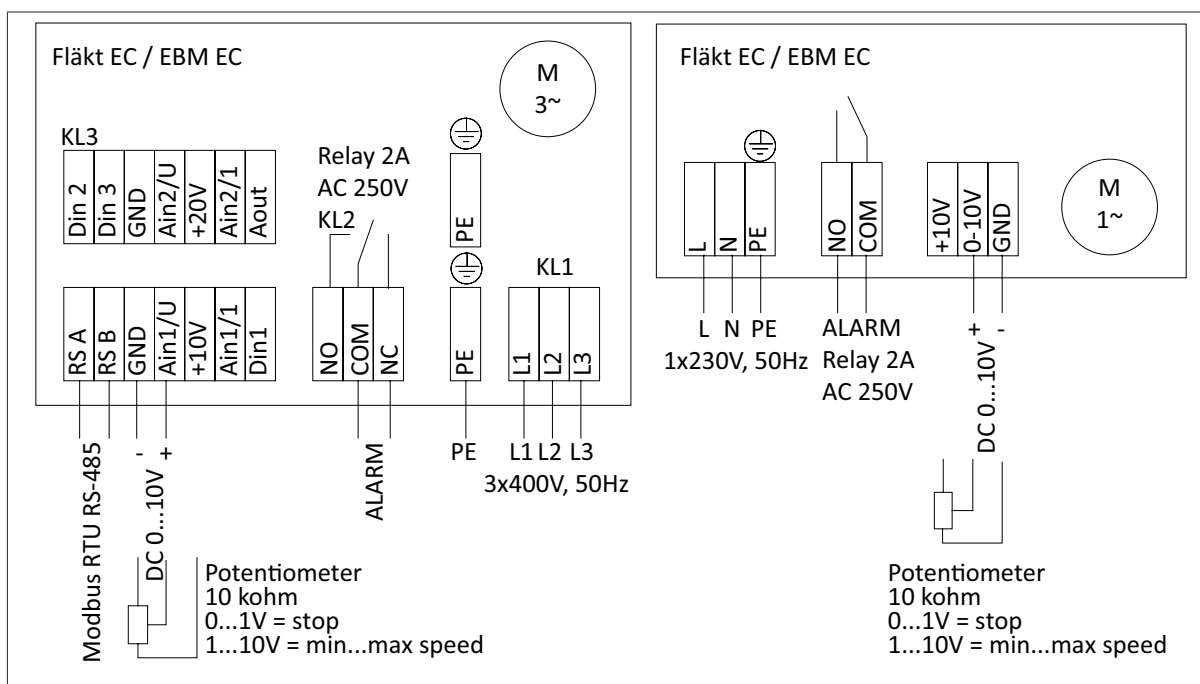 Fläkt EC / EBM EC
M
3~
KL3
Din 2
Din 3
GND
Ain2/U
+20V
Ain2/1
Aout
Relay 2A
AC 250V
KL2
PE
KL1
RS A
RS B
GND
Ain1/U
+10V
Ain1/1
Din1
NO
COM
NC
PE
L1
L2
L3
Modbus RTU RS-485
- +
DC 0...10V
ALARM
PE
L1 L2 L3
3x400V, 50Hz
Potentiometer
10 kohm
0...1V = stop
1...10V = min...max speed
Fläkt EC / EBM EC
L
N
PE
NO
COM
+10V
0-10V
GND
M
1~
L N PE
1x230V, 50Hz
ALARM
Relay 2A
AC 250V
+ -
DC 0...10V
Potentiometer
10 kohm
0...1V = stop
1...10V = min...max speed